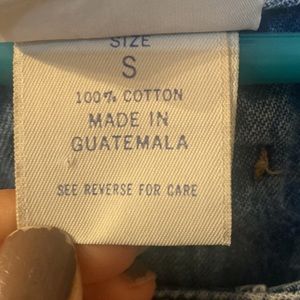 SIZE
S
100% COTTON
MADE IN
GUATEMALA
SEE REVERSE FOR CARE